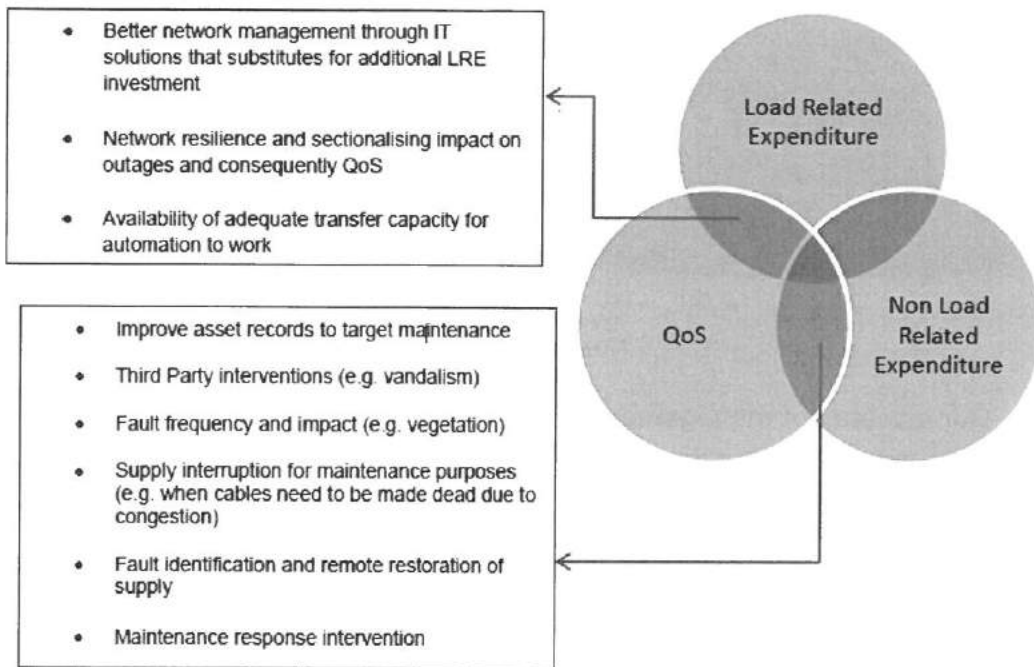 • Better network management through IT
solutions that substitutes for additional LRE
investment
• Network resilience and sectionalising impact on
outages and consequently QoS
• Availability of adequate transfer capacity for
automation to work
• Improve asset records to target maintenance
• Third Party interventions (e.g. vandalism)
• Fault frequency and impact (e.g. vegetation)
• Supply interruption for maintenance purposes
(e.g. when cables need to be made dead due to
congestion)
• Fault identification and remote restoration of
supply
• Maintenance response intervention
Load Related
Expenditure
QoS
Non Load
Related
Expenditure